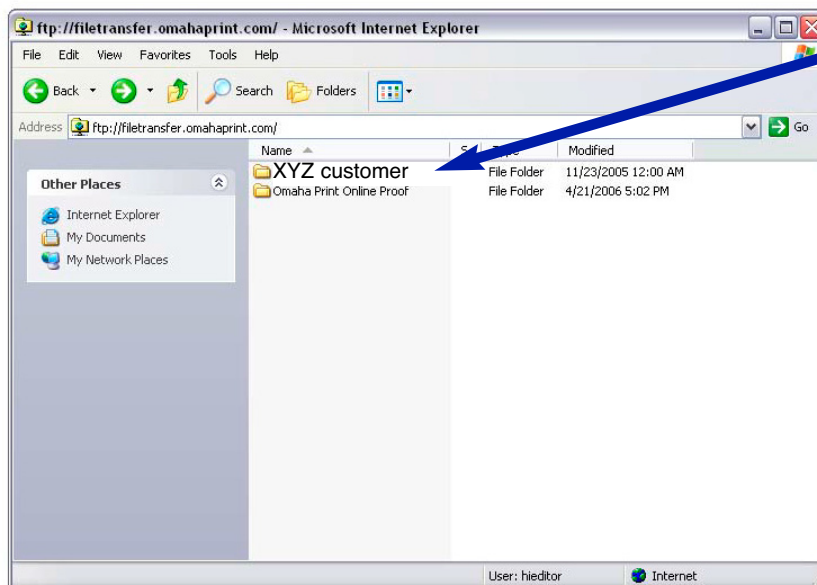 ftp://filetransfer.omahaprint.com/ - Microsoft Internet Explorer
File Edit View Favorites Tools Help
Back Search Folders
Address ftp://filetransfer.omahaprint.com/ Go
Name Modified
Other Places
Internet Explorer
My Documents
My Network Places
XYZ customer File Folder 11/23/2005 12:00 AM
Omaha Print Online Proof File Folder 4/21/2006 5:02 PM
User: hieditor Internet